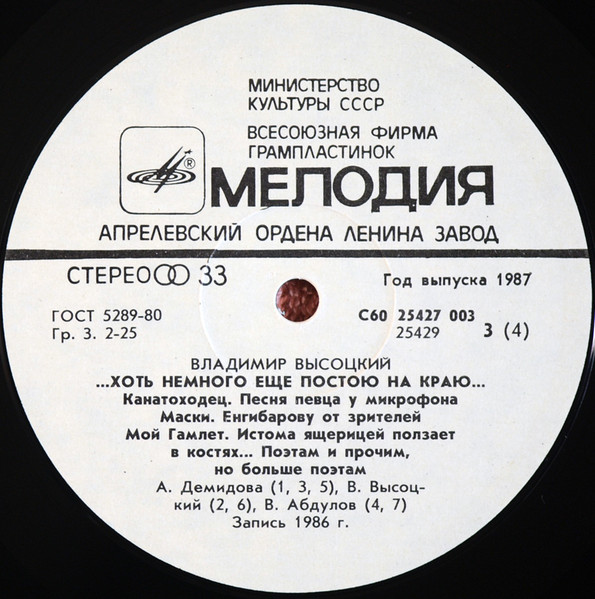 МИНИСТЕРСТВО
КУЛЬТУРЫ СССР
ВСЕСОЮЗНАЯ ФИРМА
ГРАМПЛАСТИНОК
®
МЕЛОДИЯ
АПРЕЛЕВСКИЙ ОРДЕНА ЛЕНИНА ЗАВОД
СТЕРЕО 33
Год выпуска 1987
ГОСТ 5289-80
Гр. 3. 2-25
С60 25427 003
25429
3 (4)
ВЛАДИМИР ВЫСОЦКИЙ
...ХОТЬ НЕМНОГО ЕЩЕ ПОСТОЮ НА КРАЮ...
Канатоходец. Песня певца у микрофона
Маски. Енгибарову от зрителей
Мой Гамлет. Истома ящерицей ползает
в костях... Поэтам и прочим,
но больше поэтам
А. Демидова (1, 3, 5), В. Высоц-
кий (2, 6), В. Абдулов (4, 7)
Запись 1986 г.